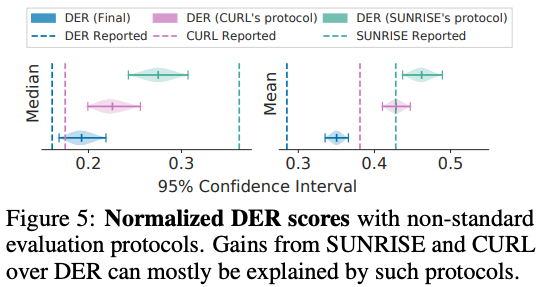 DER (Final) DER (CURL's protocol) DER (SUNRISE's protocol)
DER Reported CURL Reported SUNRISE Reported
Median
Mean
0.2 0.3 0.3 0.4 0.5
95% Confidence Interval
Figure 5: Normalized DER scores with non-standard
evaluation protocols. Gains from SUNRISE and CURL
over DER can mostly be explained by such protocols.